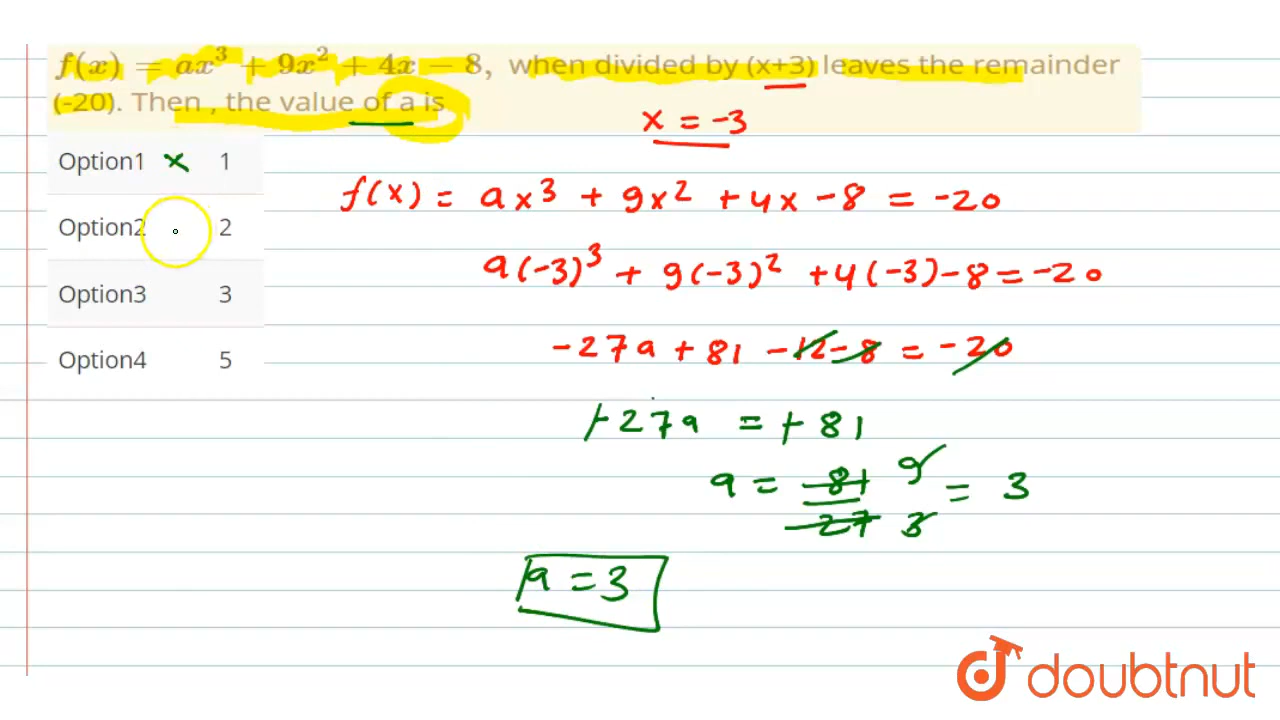 f(x) = ax³ + 9x² + 4x − 8, when divided by (x+3) leaves the remainder
(-20). Then , the value of a is
x = -3
Option1 × 1
f(x) = ax³ + 9x² + 4x - 8 = -20
Option2 2
a(-3)³ + 9(-3)² + 4(-3) - 8 = -20
Option3 3
-27a + 81 - 12 - 8 = -20
Option4 5
-27a = -81
a = -81/-27 9/3 = 3
a = 3
doubtnut